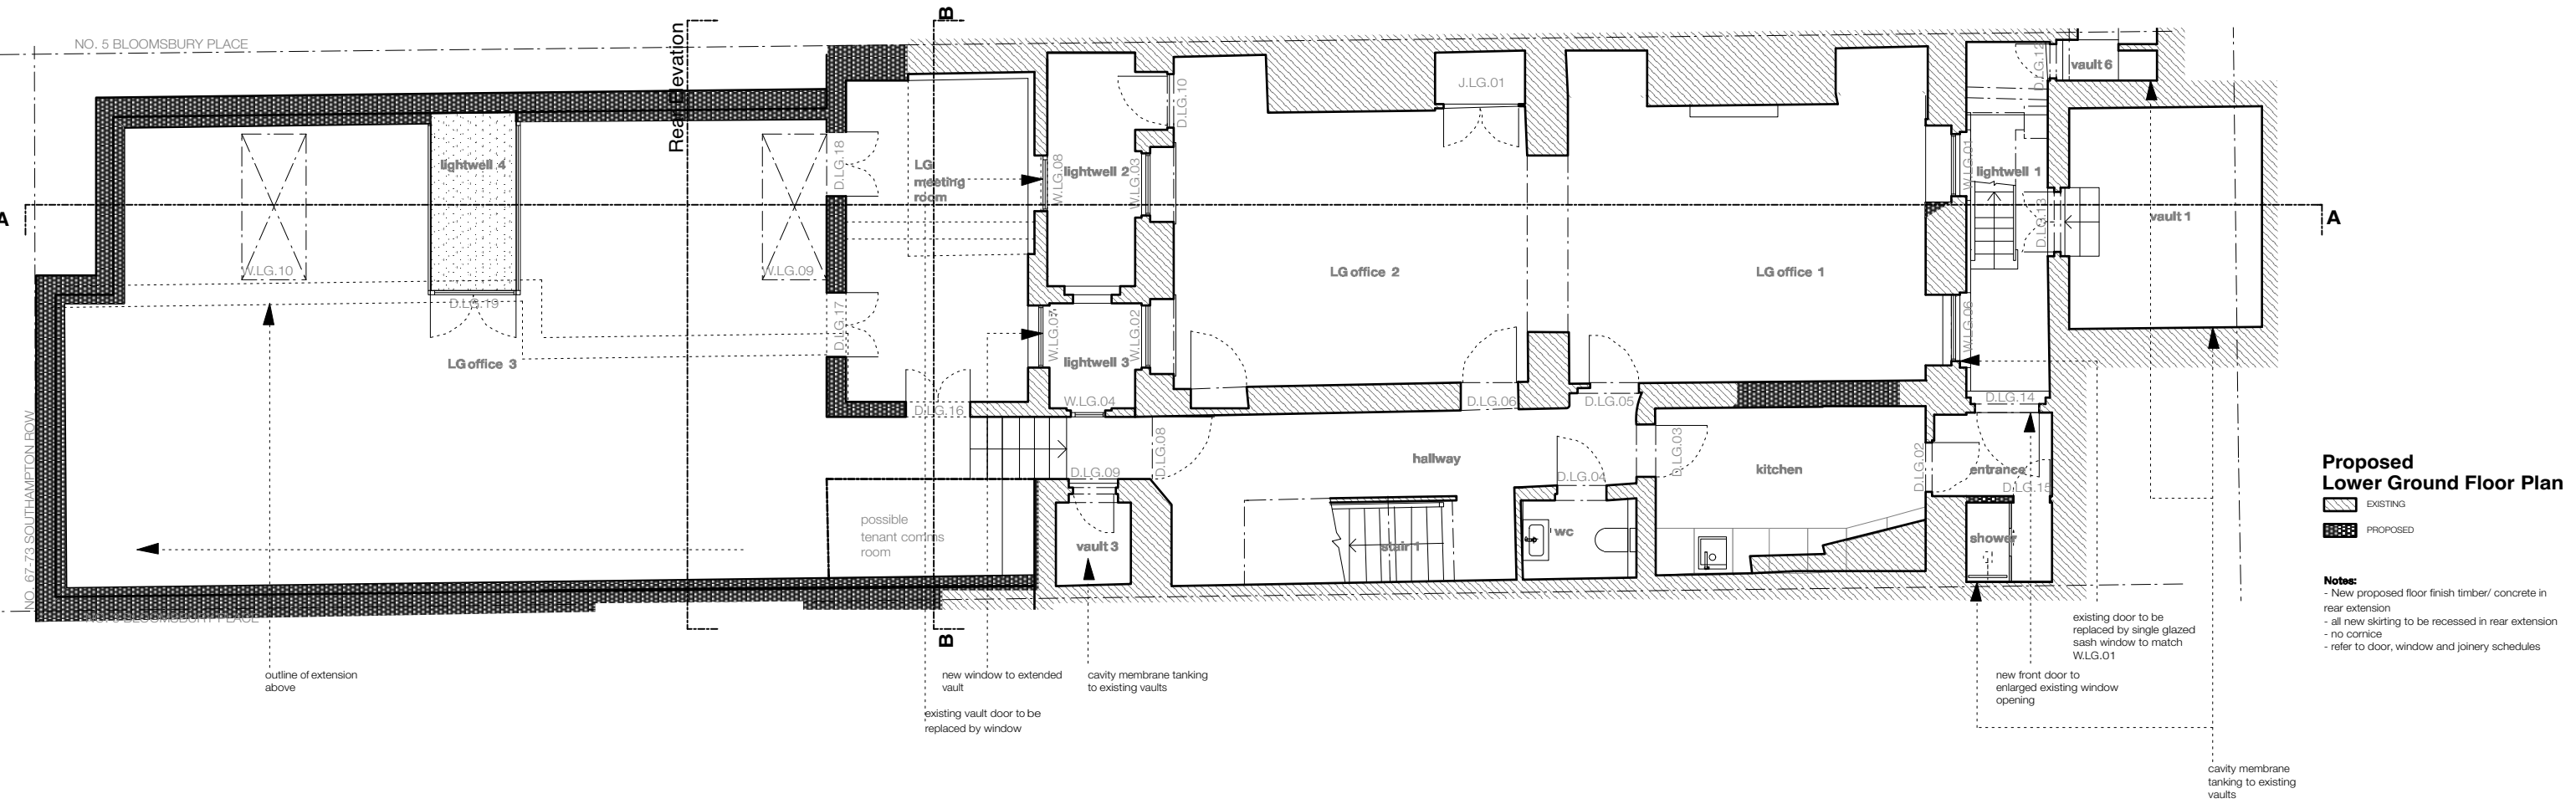 NO. 5 BLOOMSBURY PLACE
Rear Elevation
B
J.LG.01
D.LG.10
D.LG.12
vault 6
lightwell 4
D.LG.18
LG
meeting
room
W.LG.08
lightwell 2
W.LG.03
W.LG.01
lightwell 1
D.LG.13
vault 1
A
A
W.LG.10
W.LG.09
LG office 2
LG office 1
D.LG.19
D.LG.17
W.LG.07
W.LG.02
W.LG.06
LG office 3
lightwell 3
W.LG.04
D.LG.16
D.LG.06
D.LG.05
D.LG.14
NO. 67-73 SOUTHAMPTON ROW
D.LG.08
hallway
D.LG.03
kitchen
D.LG.02
entrance
D.LG.09
D.LG.04
D.LG.15
possible
tenant comms
room
vault 3
stair 1
wc
shower
B
Proposed
Lower Ground Floor Plan
EXISTING
PROPOSED
Notes:
- New proposed floor finish timber/ concrete in
rear extension
- all new skirting to be recessed in rear extension
- no cornice
- refer to door, window and joinery schedules
BLOOMSBURY PLACE
outline of extension
above
new window to extended
vault
existing vault door to be
replaced by window
cavity membrane tanking
to existing vaults
existing door to be
replaced by single glazed
sash window to match
W.LG.01
new front door to
enlarged existing window
opening
cavity membrane
tanking to existing
vaults